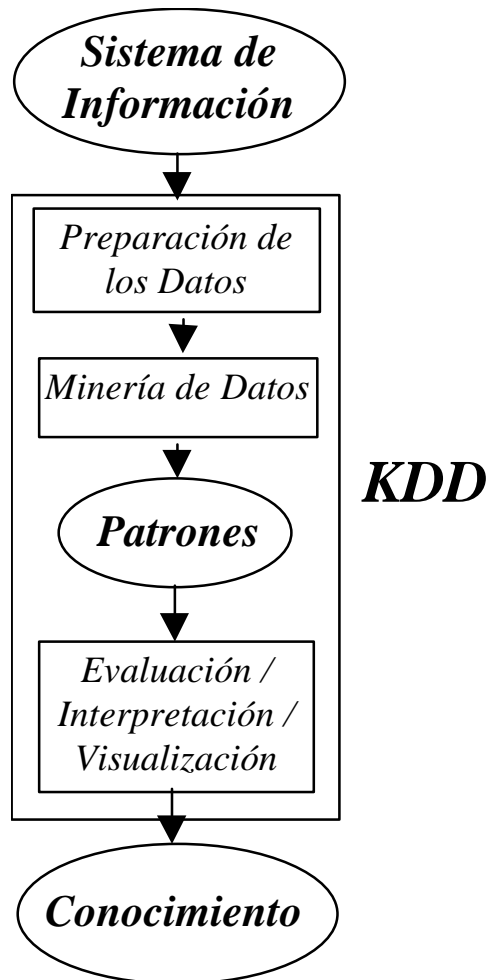 Sistema de
Información
Preparación de
los Datos
Minería de Datos
KDD
Patrones
Evaluación /
Interpretación /
Visualización
Conocimiento